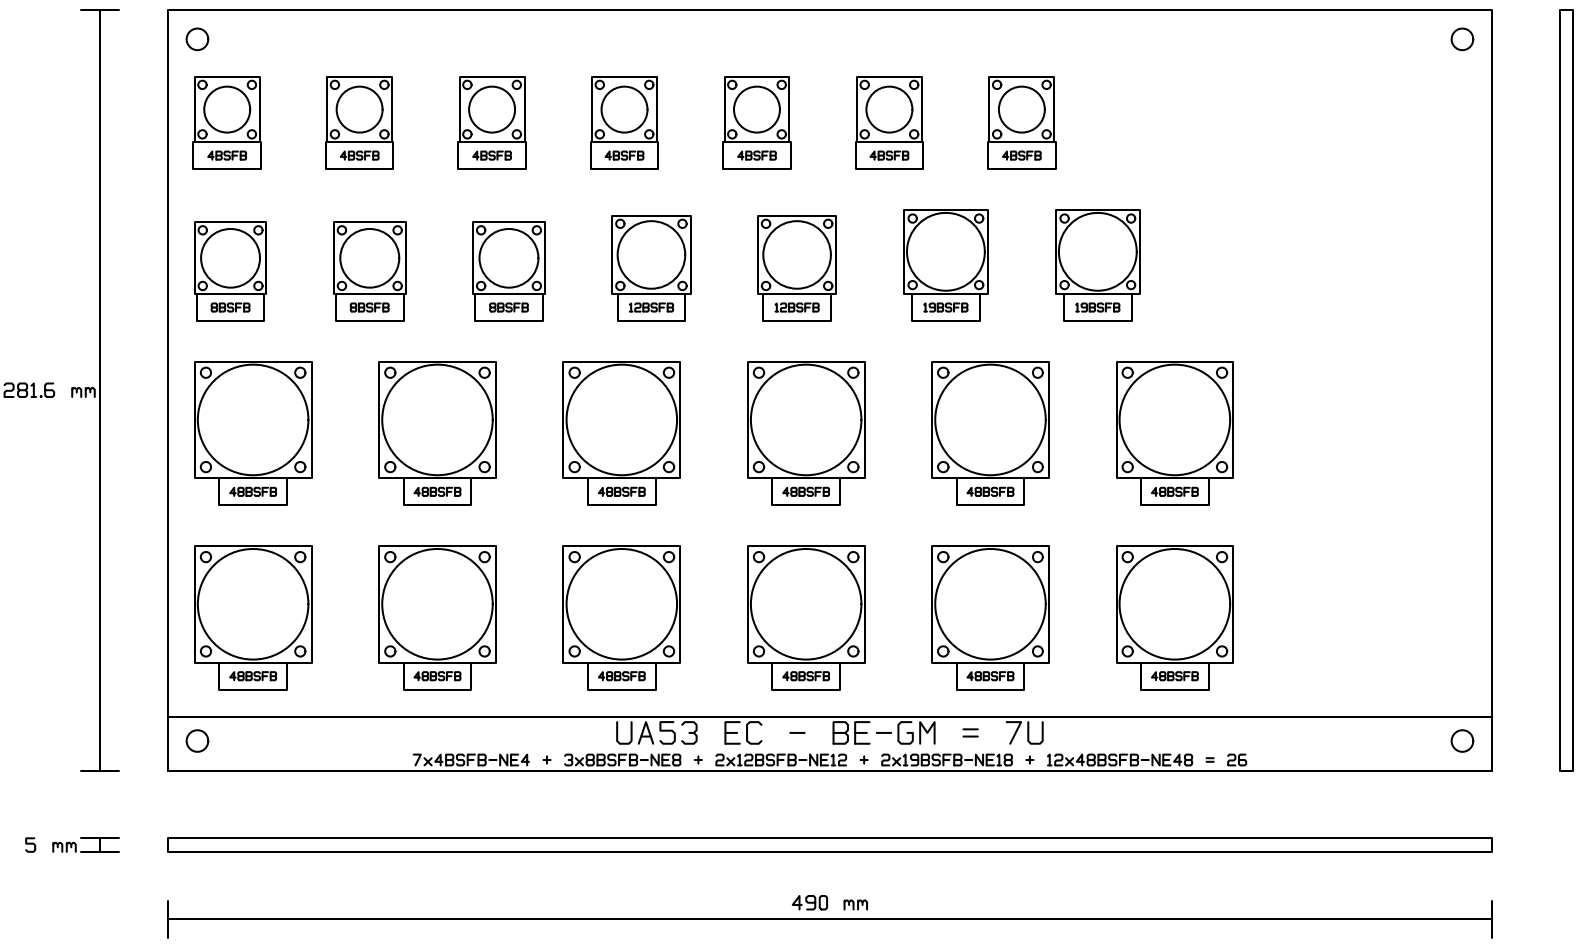 4BSFB 4BSFB 4BSFB 4BSFB 4BSFB 4BSFB 4BSFB
8BSFB 8BSFB 8BSFB 12BSFB 12BSFB 19BSFB 19BSFB
281.6 mm
48BSFB 48BSFB 48BSFB 48BSFB 48BSFB 48BSFB
48BSFB 48BSFB 48BSFB 48BSFB 48BSFB 48BSFB
UA53 EC - BE-GM = 7U
7x4BSFB-NE4 + 3x8BSFB-NE8 + 2x12BSFB-NE12 + 2x19BSFB-NE18 + 12x48BSFB-NE48 = 26
5 mm
490 mm